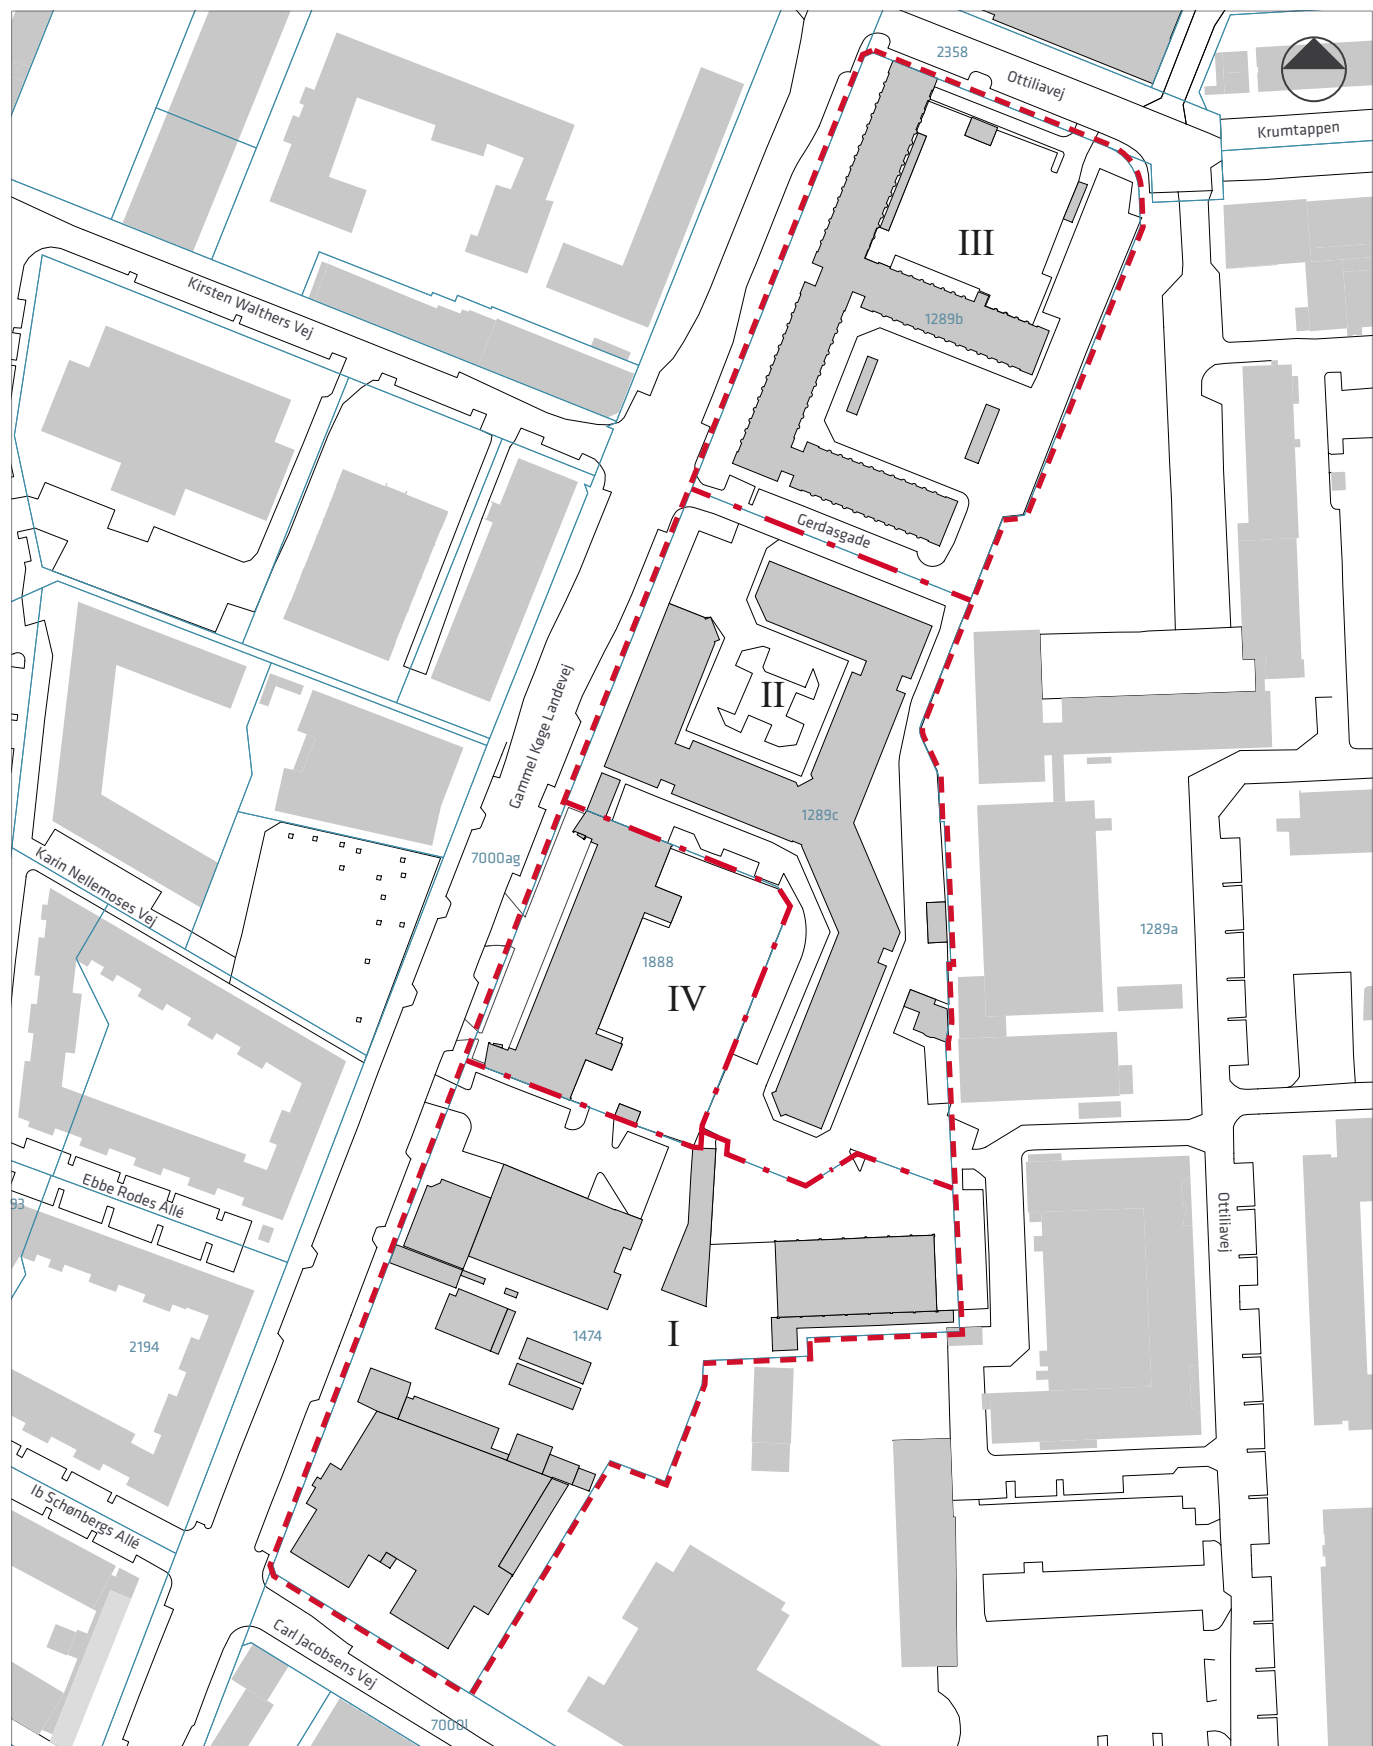 2358
Ottiliavej
Krumtappen
III
Kirsten Walthers Vej
1289b
Gerdasgade
II
Gammel Køge Landevej
1289c
7000ag
Karin Nellemoses Vej
1289a
1888
IV
Ebbe Rodes Allé
93
Ottiliavej
I
1474
2194
Ib Schønbergs Allé
Carl Jacobsens Vej
7000l